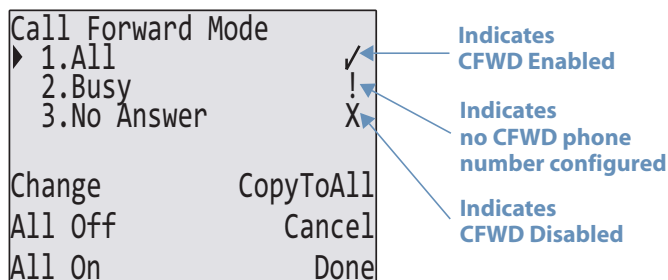 Call Forward Mode
1.All ✓
2.Busy !
3.No Answer X
Change CopyToAll
All Off Cancel
All On Done
Indicates
CFWD Enabled
Indicates
no CFWD phone
number configured
Indicates
CFWD Disabled